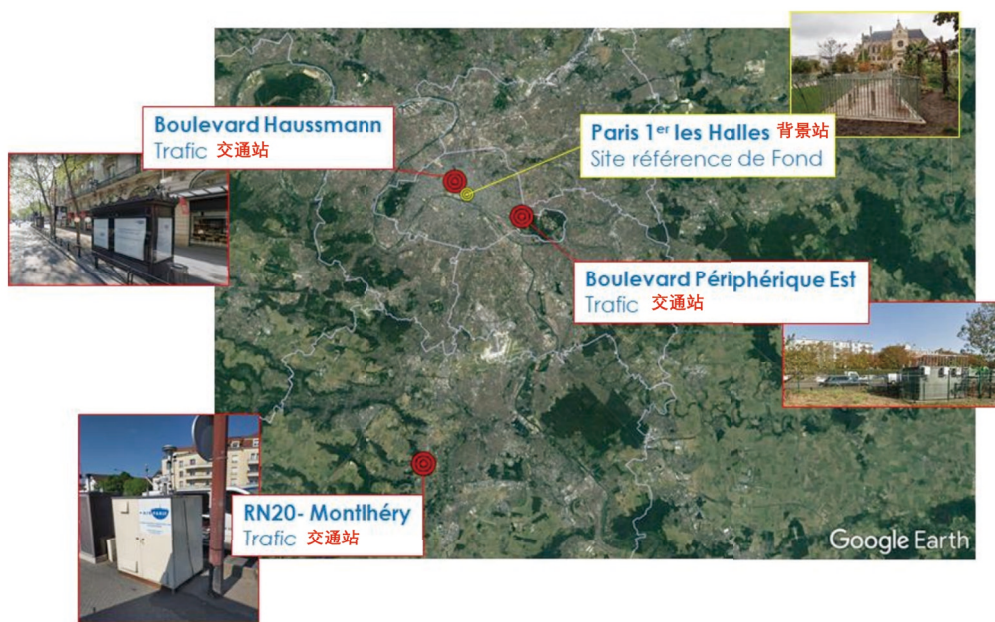 Boulevard Haussmann
Trafic 交通站
Paris 1er les Halles 背景站
Site référence de Fond
Boulevard Périphérique Est
Trafic 交通站
RN20- Montlhéry
Trafic 交通站
Google Earth